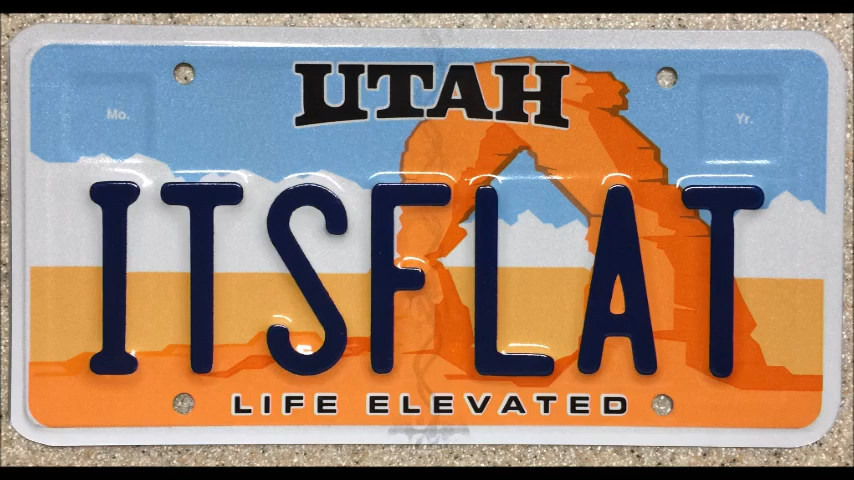 UTAH
Mo.
Yr.
ITSFLAT
LIFE ELEVATED